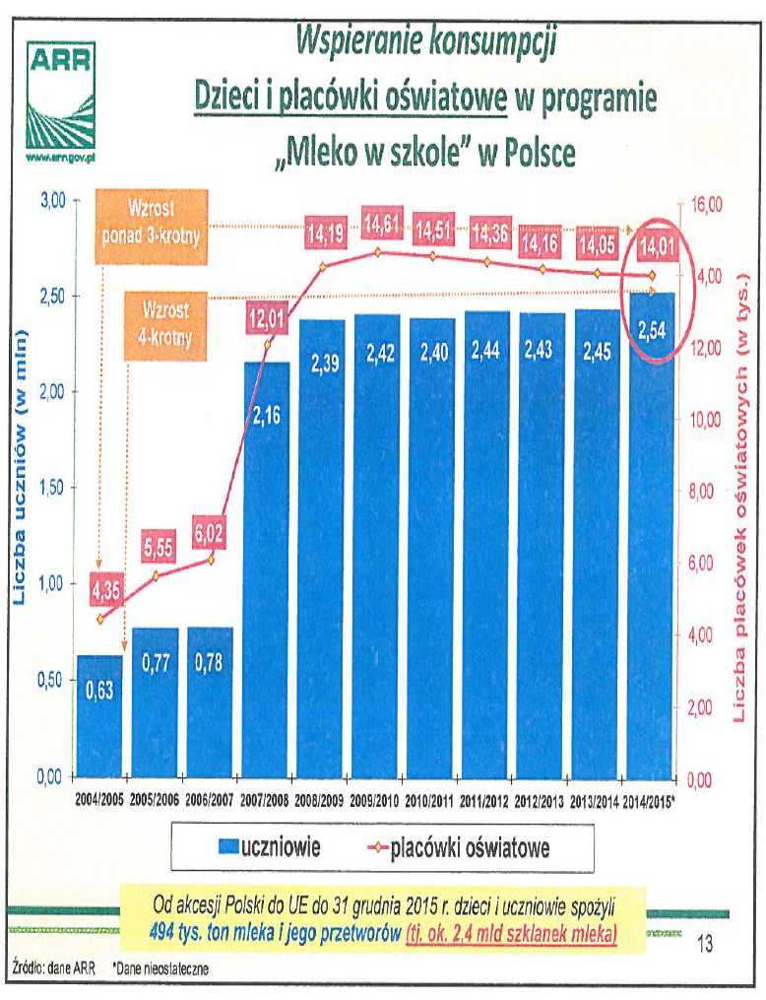 Wspieranie konsumpcji
ARR
www.arr.gov.pl
Dzieci i placówki oświatowe w programie
„Mleko w szkole" w Polsce
3,00
2,50
2,00
1,50
1,00
0,50
0,00
Liczba uczniów (w mln)
Wzrost
ponad 3-krotny
Wzrost
4-krotny
4,35
5,55
6,02
12,01
14,19
14,61
14,51
14,36
14,16
14,05
14,01
0,63
0,77
0,78
2,16
2,39
2,42
2,40
2,44
2,43
2,45
2,54
16,00
14,00
12,00
10,00
8,00
6,00
4,00
2,00
0,00
Liczba placówek oświatowych (w tys.)
2004/2005 2005/2006 2006/2007 2007/2008 2008/2009 2009/2010 2010/2011 2011/2012 2012/2013 2013/2014 2014/2015*
uczniowie placówki oświatowe
Od akcesji Polski do UE do 31 grudnia 2015 r. dzieci i uczniowie spożyli
494 tys. ton mleka i jego przetworów (tj. ok. 2,4 mld szklanek mleka)
13
Źródło: dane ARR *Dane nieostateczne